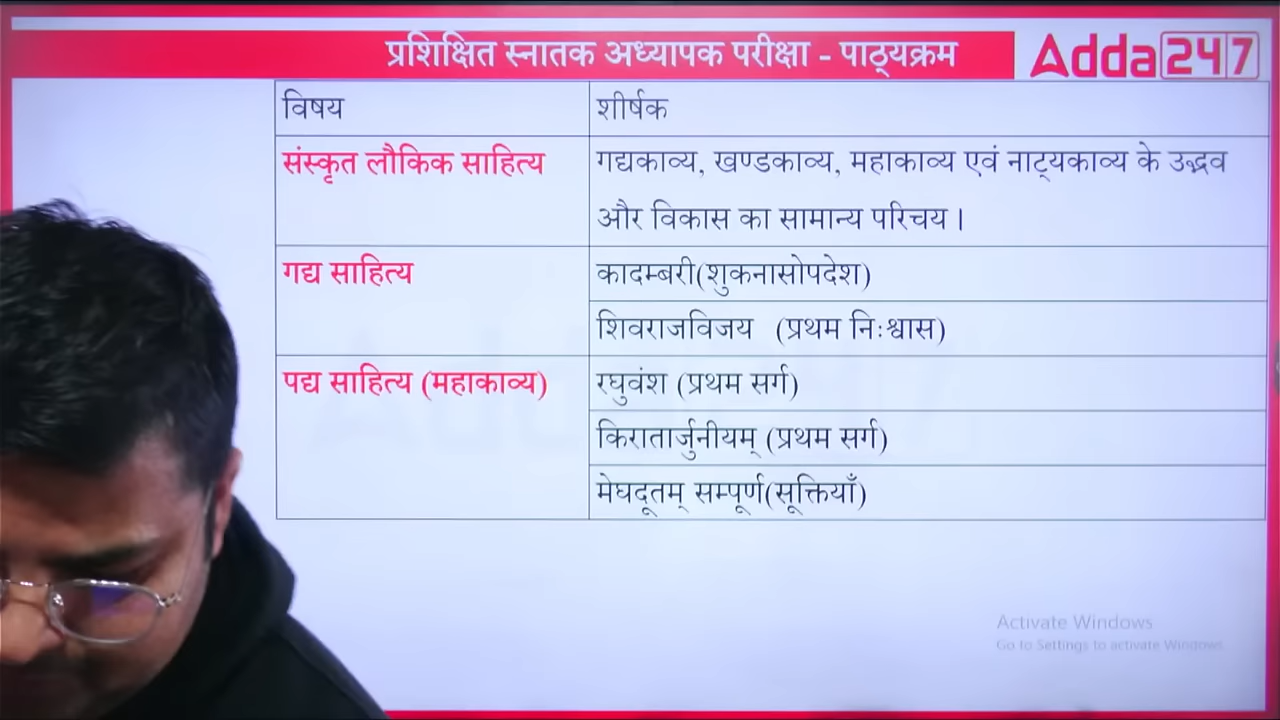 प्रशिक्षित स्नातक अध्यापक परीक्षा - पाठ्यक्रम
Adda247
विषय
शीर्षक
संस्कृत लौकिक साहित्य
गद्यकाव्य, खण्डकाव्य, महाकाव्य एवं नाट्यकाव्य के उद्भव
और विकास का सामान्य परिचय ।
गद्य साहित्य
कादम्बरी(शुकनासोपदेश)
शिवराजविजय (प्रथम निःश्वास)
पद्य साहित्य (महाकाव्य)
रघुवंश (प्रथम सर्ग)
किरातार्जुनीयम् (प्रथम सर्ग)
मेघदूतम् सम्पूर्ण(सूक्तियाँ)
Activate Windows
Go to Settings to activate Windows.